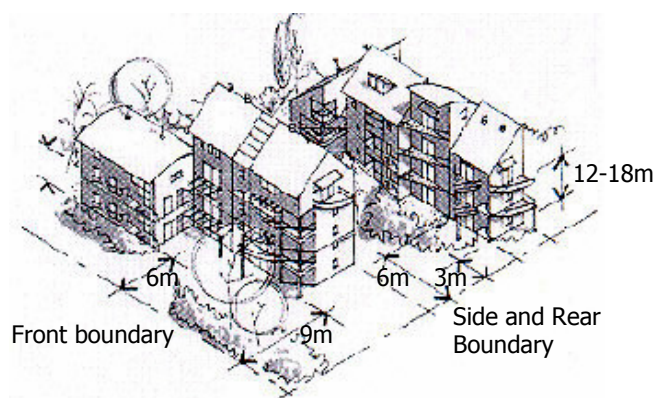 12-18m
6m
6m
3m
Front boundary
9m
Side and Rear
Boundary